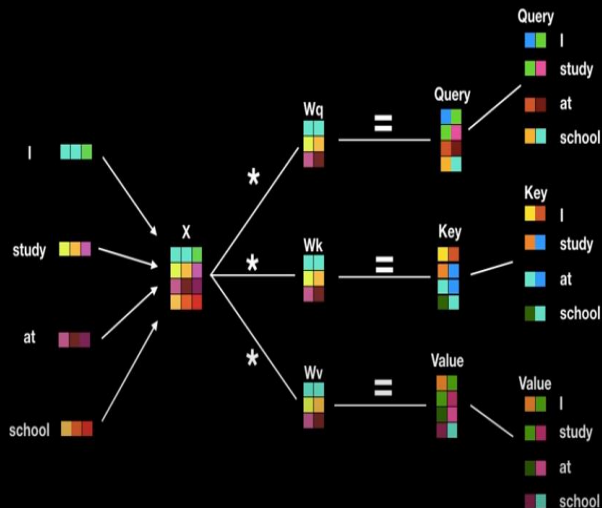 I
study
at
school
X
*
*
*
Wq
Wk
Wv
=
=
=
Query
Key
Value
Query
I
study
at
school
Key
I
study
at
school
Value
I
study
at
school